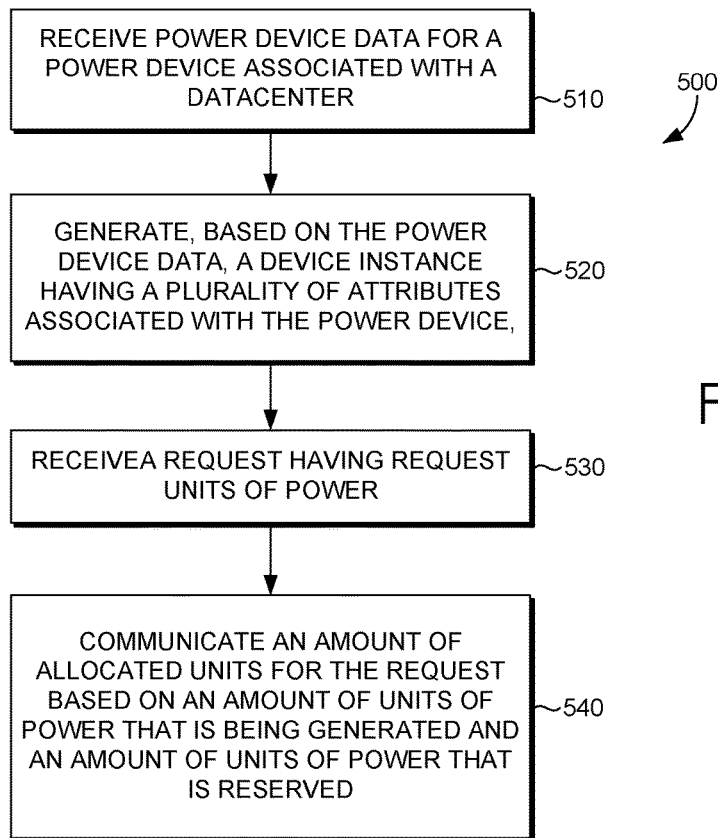 RECEIVE POWER DEVICE DATA FOR A
POWER DEVICE ASSOCIATED WITH A
DATACENTER
510
500
GENERATE, BASED ON THE POWER
DEVICE DATA, A DEVICE INSTANCE
HAVING A PLURALITY OF ATTRIBUTES
ASSOCIATED WITH THE POWER DEVICE,
520
F
RECEIVEA REQUEST HAVING REQUEST
UNITS OF POWER
530
COMMUNICATE AN AMOUNT OF
ALLOCATED UNITS FOR THE REQUEST
BASED ON AN AMOUNT OF UNITS OF
POWER THAT IS BEING GENERATED AND
AN AMOUNT OF UNITS OF POWER THAT
IS RESERVED
540